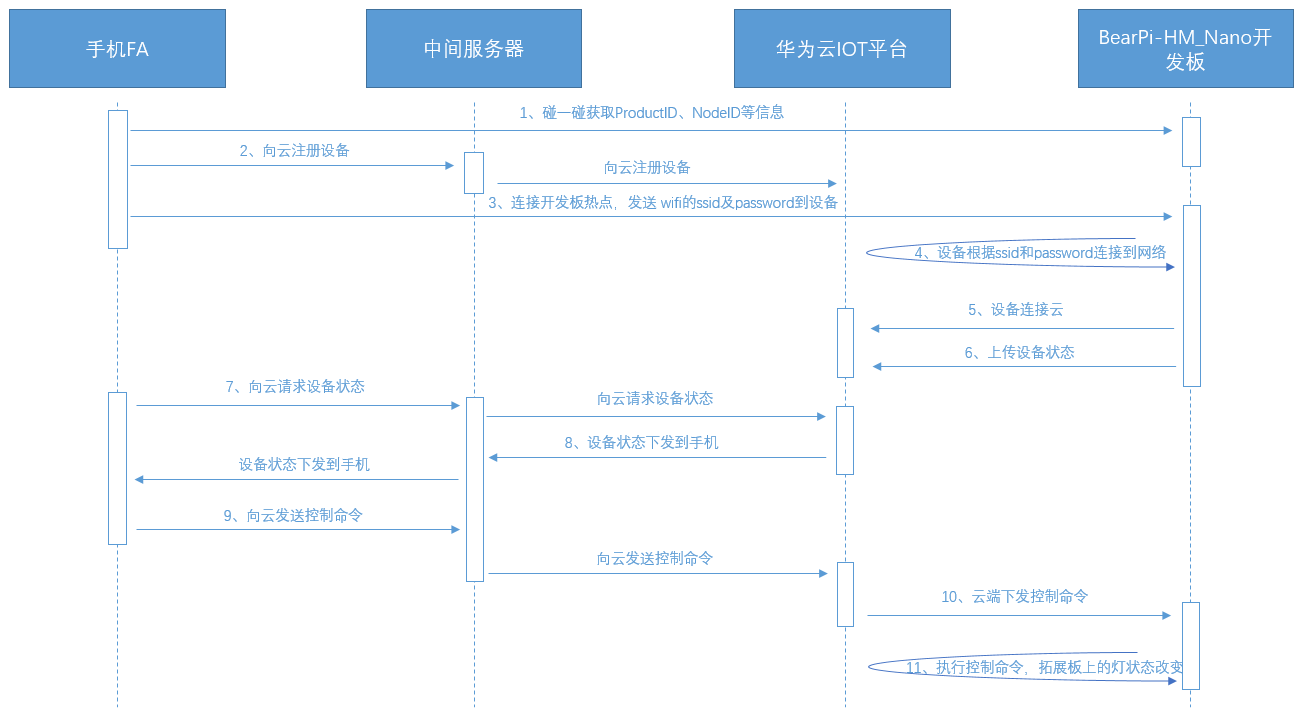 手机FA
中间服务器
华为云IOT平台
BearPi-HM_Nano开
发板
1、碰一碰获取ProductID、NodeID等信息
2、向云注册设备
向云注册设备
3、连接开发板热点，发送 wifi的ssid及password到设备
4、设备根据ssid和password连接到网络
5、设备连接云
6、上传设备状态
7、向云请求设备状态
向云请求设备状态
8、设备状态下发到手机
设备状态下发到手机
9、向云发送控制命令
向云发送控制命令
10、云端下发控制命令
11、执行控制命令，拓展板上的灯状态改变